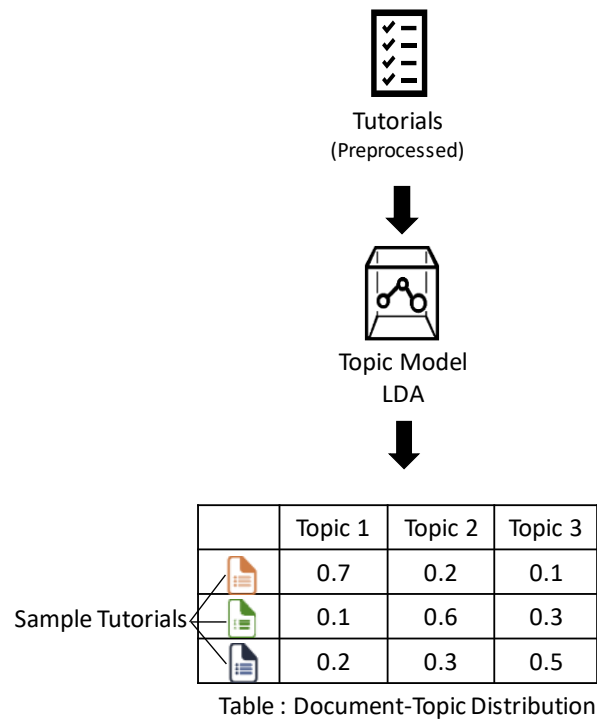 Tutorials
(Preprocessed)
Topic Model
LDA
Topic 1 Topic 2 Topic 3
0.7 0.2 0.1
Sample Tutorials 0.1 0.6 0.3
0.2 0.3 0.5
Table : Document-Topic Distribution